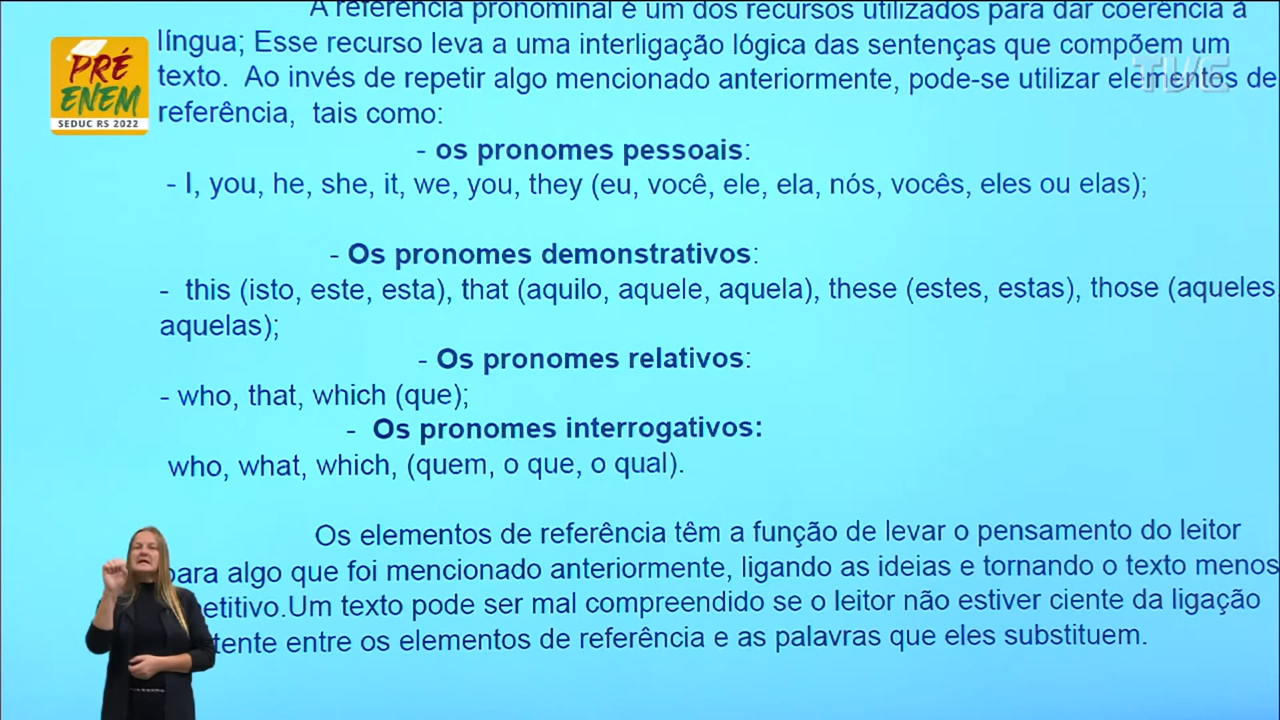 A referência pronominal é um dos recursos utilizados para dar coerência à
língua; Esse recurso leva a uma interligação lógica das sentenças que compõem um
texto. Ao invés de repetir algo mencionado anteriormente, pode-se utilizar elementos de
referência, tais como:
- os pronomes pessoais:
- I, you, he, she, it, we, you, they (eu, você, ele, ela, nós, vocês, eles ou elas);
- Os pronomes demonstrativos:
- this (isto, este, esta), that (aquilo, aquele, aquela), these (estes, estas), those (aqueles
aquelas);
- Os pronomes relativos:
- who, that, which (que);
- Os pronomes interrogativos:
who, what, which, (quem, o que, o qual).
Os elementos de referência têm a função de levar o pensamento do leitor
para algo que foi mencionado anteriormente, ligando as ideias e tornando o texto menos
petitivo.Um texto pode ser mal compreendido se o leitor não estiver ciente da ligação
tente entre os elementos de referência e as palavras que eles substituem.
PRÉ
ENEM
SEDUC RS 2022
TVE